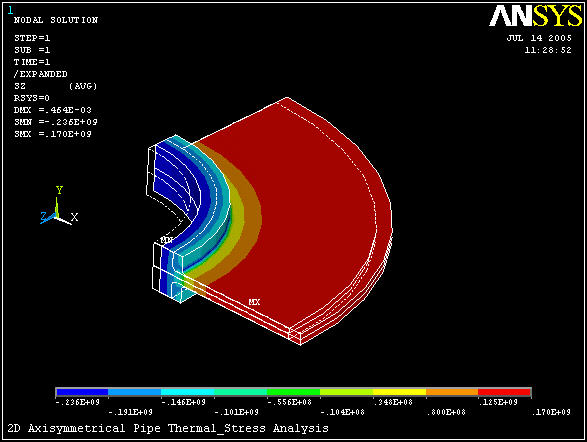 1
NODAL SOLUTION
ANSYS
STEP=1
SUB =1
TIME=1
/EXPANDED
SZ (AVG)
RSYS=0
DMX =.464E-03
SMN =-.236E+09
SMX =.170E+09
JUL 14 2005
11:28:52
Y
Z X
MN
MX
-.236E+09 -.146E+09 -.556E+08 .348E+08 .125E+09
-.191E+09 -.101E+09 -.104E+08 .800E+08 .170E+09
2D Axisymmetrical Pipe Thermal_Stress Analysis